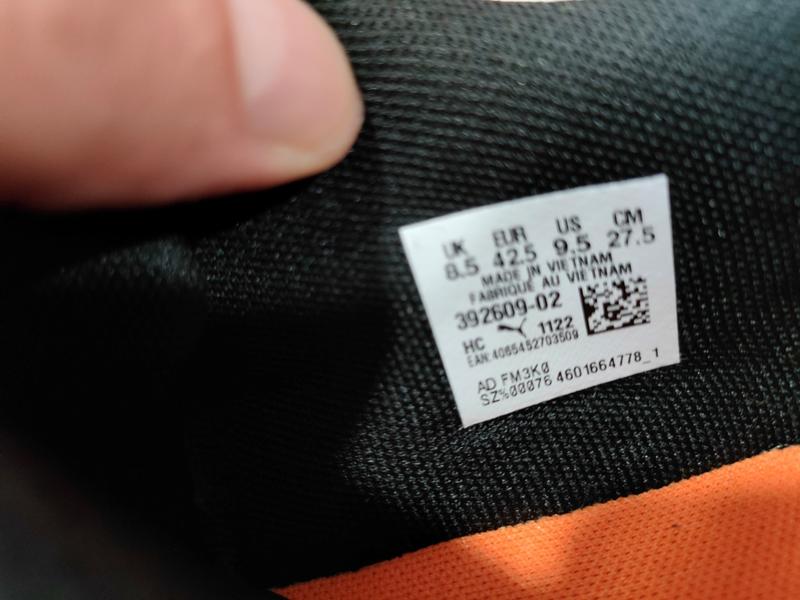 UK EUR US CM
8.5 42.5 9.5 27.5
MADE IN VIETNAM
FABRIQUE AU VIETNAM
392609-02
HC 1122
EAN:4065452703509
AD FM3K0
SZ%00076 4601664778_1